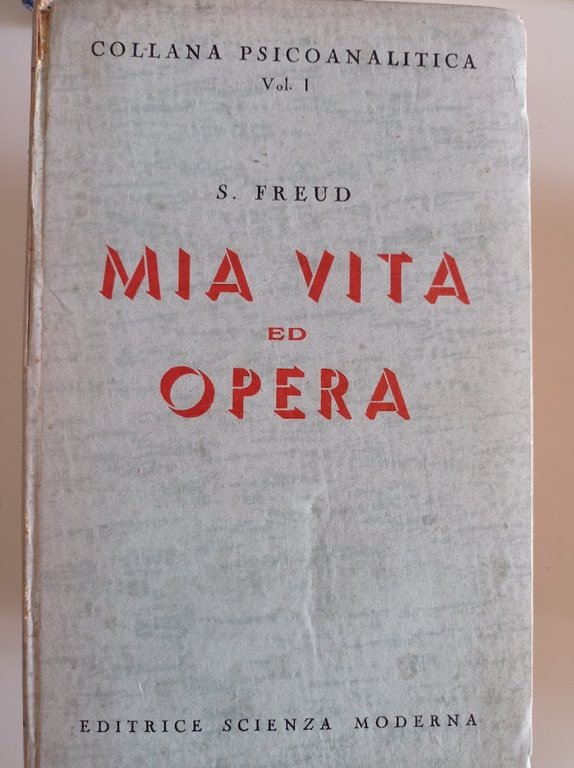 COLLANA PSICOANALITICA
Vol. I
S. FREUD
MIA VITA
ED
OPERA
EDITRICE SCIENZA MODERNA